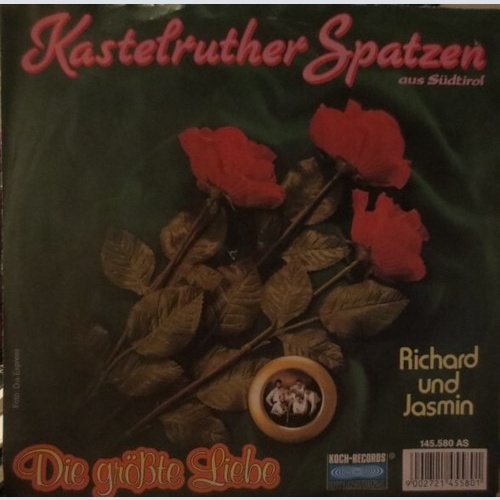 Kastelruther Spatzen
aus Südtirol
Richard
und
Jasmin
145.580 AS
KOCH-RECORDS
9002721455801
Die größte Liebe